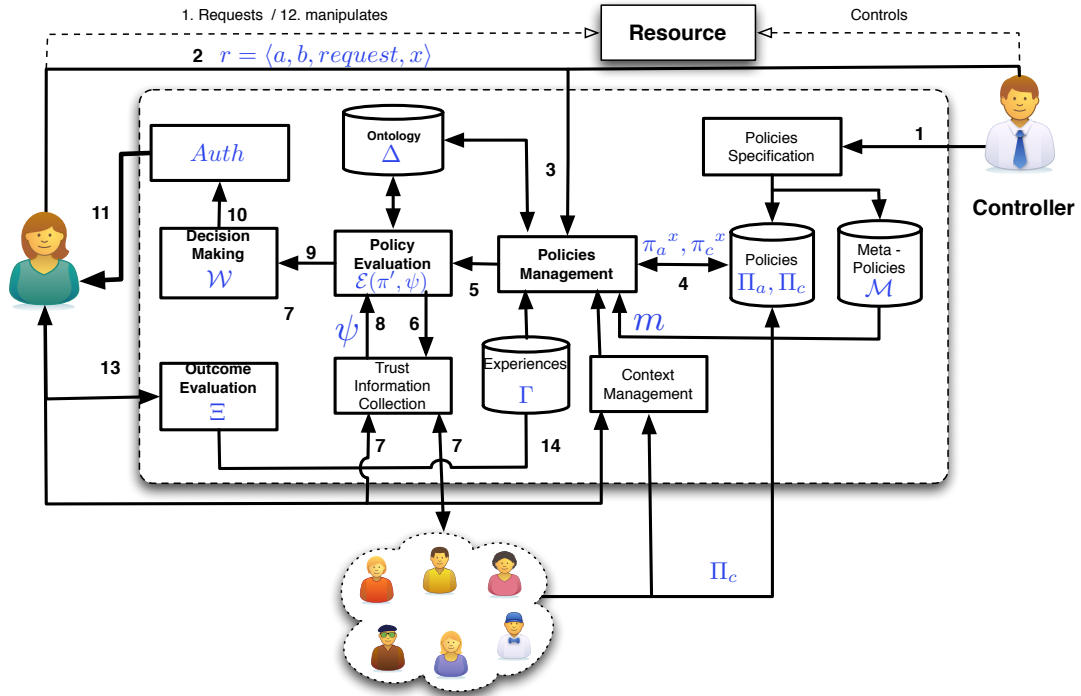 1. Requests / 12. manipulates
Resource
Controls
2 r = ⟨a, b, request, x⟩
Auth
Ontology
Δ
3
Policies
Specification
1
Controller
11
10
Decision
Making
W
9
Policy
Evaluation
ℰ(π′, ψ)
5
Policies
Management
π_a^x, π_c^x
4
Policies
Π_a, Π_c
Meta -
Policies
M
7
ψ
8
6
m
13
Outcome
Evaluation
Ξ
Trust
Information
Collection
Experiences
Γ
Context
Management
7
7
14
Π_c